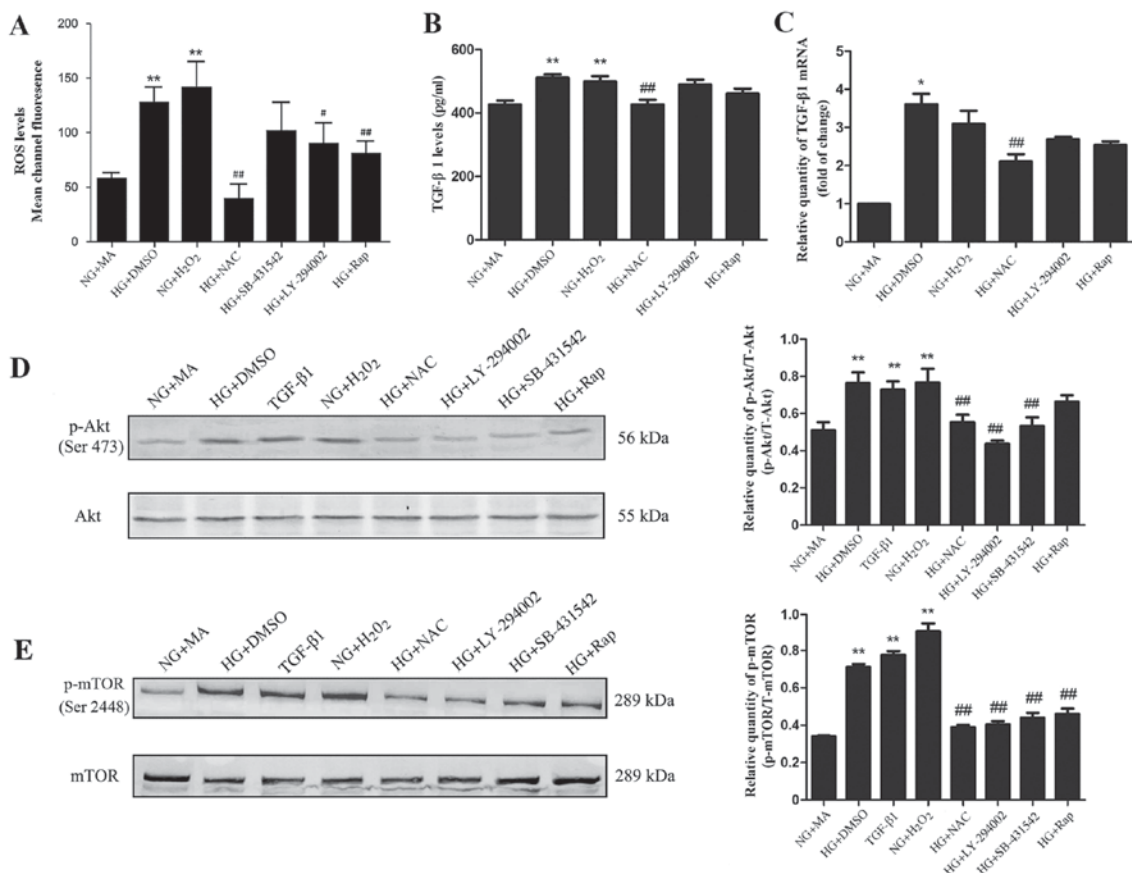 A
ROS levels
Mean channel fluoresence
200
150
100
50
0
**
**
##
#
##
NG+MA
HG+DMSO
NG+H₂O₂
HG+NAC
HG+SB-431542
HG+LY-294002
HG+Rap
B
TGF-β 1 levels (pg/ml)
600
400
200
0
**
**
##
NG+MA
HG+DMSO
NG+H₂O₂
HG+NAC
HG+LY-294002
HG+Rap
C
Relative quantity of TGF-β1 mRNA
(fold of change)
5
4
3
2
1
0
*
##
NG+MA
HG+DMSO
NG+H₂O₂
HG+NAC
HG+LY-294002
HG+Rap
D
NG+MA
HG+DMSO
TGF-β1
NG+H₂0₂
HG+NAC
HG+LY-294002
HG+SB-431542
HG+Rap
p-Akt
(Ser 473)
56 kDa
Akt
55 kDa
Relative quantity of p-Akt/T-Akt
(p-Akt/T-Akt)
1.0
0.8
0.6
0.4
0.2
0
**
**
**
##
##
##
NG+MA
HG+DMSO
TGF-β1
NG+H₂O₂
HG+NAC
HG+LY-294002
HG+SB-431542
HG+Rap
E
NG+MA
HG+DMSO
TGF-β1
NG+H₂0₂
HG+NAC
HG+LY-294002
HG+SB-431542
HG+Rap
p-mTOR
(Ser 2448)
289 kDa
mTOR
289 kDa
Relative quantity of p-mTOR
(p-mTOR/T-mTOR)
1.0
0.8
0.6
0.4
0.2
0
**
**
**
##
##
##
##
NG+MA
HG+DMSO
TGF-β1
NG+H₂O₂
HG+NAC
HG+LY-294002
HG+SB-431542
HG+Rap